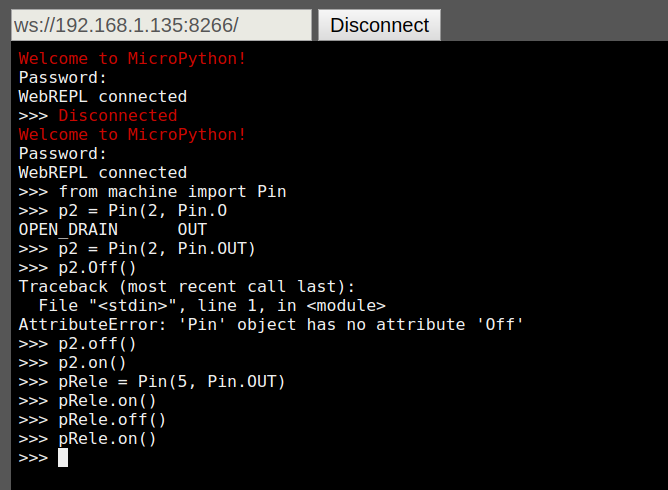 ws://192.168.1.135:8266/ Disconnect
Welcome to MicroPython!
Password:
WebREPL connected
>>> Disconnected
Welcome to MicroPython!
Password:
WebREPL connected
>>> from machine import Pin
>>> p2 = Pin(2, Pin.O
OPEN_DRAIN      OUT
>>> p2 = Pin(2, Pin.OUT)
>>> p2.Off()
Traceback (most recent call last):
  File "<stdin>", line 1, in <module>
AttributeError: 'Pin' object has no attribute 'Off'
>>> p2.off()
>>> p2.on()
>>> pRele = Pin(5, Pin.OUT)
>>> pRele.on()
>>> pRele.off()
>>> pRele.on()
>>>